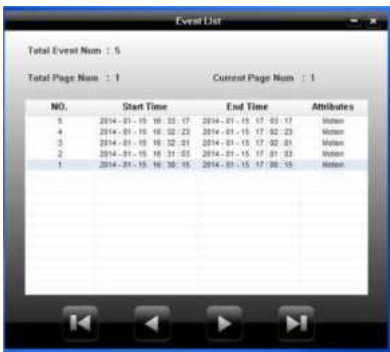 Event List
Total Event Num : 5
Total Page Num : 1 Current Page Num : 1
NO. Start Time End Time Attributes
5 2014 - 01 - 15 16 : 33 : 17 2014 - 01 - 15 17 : 03 : 17 Motion
4 2014 - 01 - 15 16 : 32 : 23 2014 - 01 - 15 17 : 02 : 23 Motion
3 2014 - 01 - 15 16 : 32 : 01 2014 - 01 - 15 17 : 02 : 01 Motion
2 2014 - 01 - 15 16 : 31 : 03 2014 - 01 - 15 17 : 01 : 03 Motion
1 2014 - 01 - 15 16 : 30 : 15 2014 - 01 - 15 17 : 00 : 15 Motion